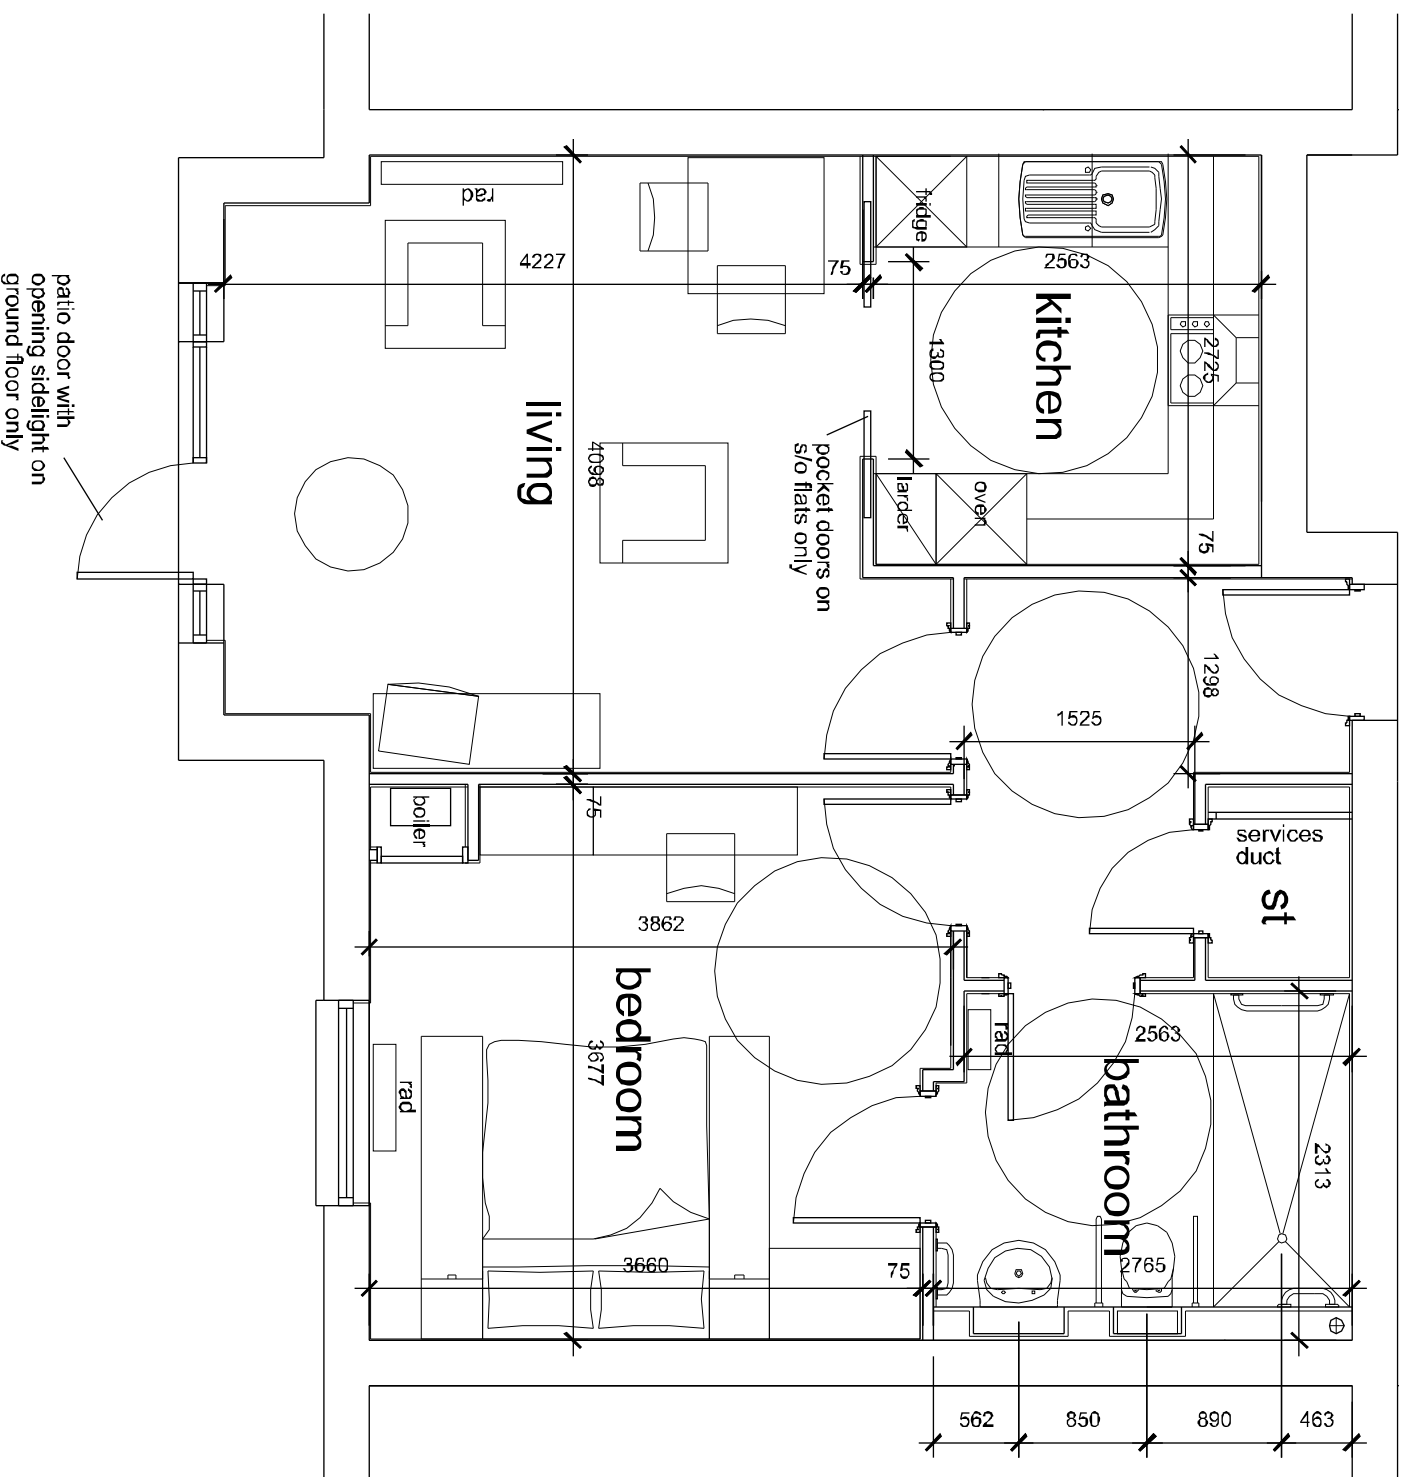 rad
4227
75
fridge
2563
kitchen
1300
2725
living
4098
pocket doors on
s/o flats only
larder
oven
75
patio door with
opening sidelight on
ground floor only
1298
1525
boiler
75
services
duct
st
3862
bedroom
3677
rad
rad
2563
bathroom
2313
3660
75
2765
562
850
890
463